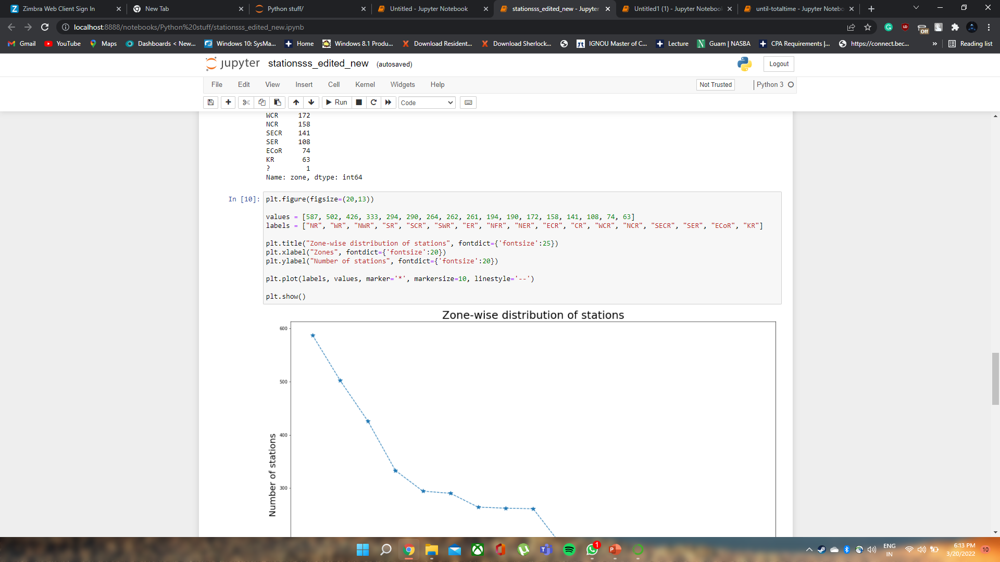 Zimbra Web Client Sign In
New Tab
Python stuff/
Untitled - Jupyter Notebook
stationsss_edited_new - Jupyter
Untitled1 (1) - Jupyter Notebook
until-totaltime - Jupyter Notebo
localhost:8888/notebooks/Python%20stuff/stationsss_edited_new.ipynb
Off
Gmail
YouTube
Maps
Dashboards < New...
Windows 10: SysMa...
Home
Windows 8.1 Produ...
Download Resident...
Download Sherlock...
IGNOU Master of C...
Lecture
Guam | NASBA
CPA Requirements |...
https://connect.bec...
»
Reading list
jupyter stationsss_edited_new (autosaved)
Logout
File Edit View Insert Cell Kernel Widgets Help
Not Trusted
Python 3
Run
Code
WCR 172
NCR 158
SECR 141
SER 108
ECoR 74
KR 63
? 1
Name: zone, dtype: int64
In [10]: plt.figure(figsize=(20,13))
values = [587, 502, 426, 333, 294, 290, 264, 262, 261, 194, 190, 172, 158, 141, 108, 74, 63]
labels = ["NR", "WR", "NWR", "SR", "SCR", "SWR", "ER", "NFR", "NER", "ECR", "CR", "WCR", "NCR", "SECR", "SER", "ECoR", "KR"]
plt.title("Zone-wise distribution of stations", fontdict={'fontsize':25})
plt.xlabel("Zones", fontdict={'fontsize':20})
plt.ylabel("Number of stations", fontdict={'fontsize':20})
plt.plot(labels, values, marker='*', markersize=10, linestyle='--')
plt.show()
Zone-wise distribution of stations
600
500
400
300
Number of stations
1
ENG
IN
6:13 PM
3/20/2022
10